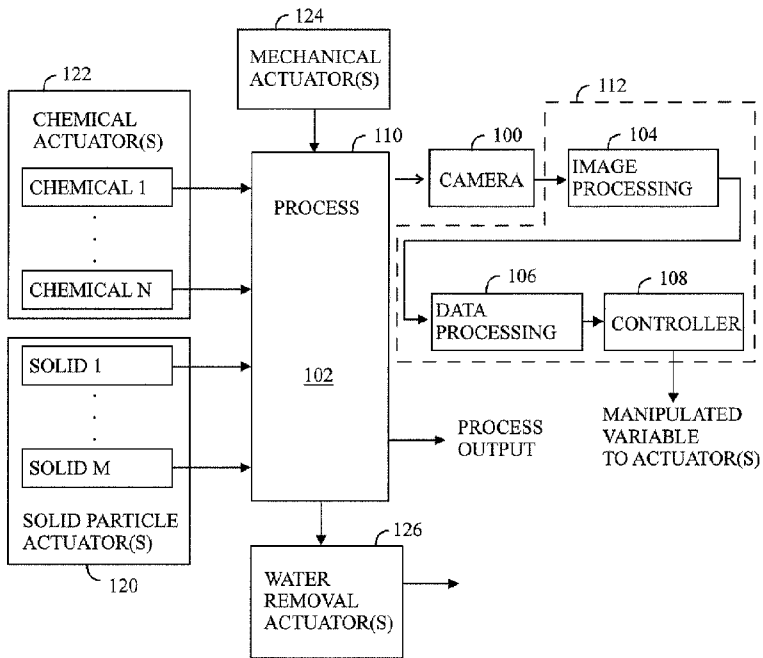 124
MECHANICAL
ACTUATOR(S)
122
CHEMICAL
ACTUATOR(S)
CHEMICAL 1
CHEMICAL N
SOLID 1
SOLID M
SOLID PARTICLE
ACTUATOR(S)
120
110
PROCESS
102
100
CAMERA
112
104
IMAGE
PROCESSING
106
DATA
PROCESSING
108
CONTROLLER
MANIPULATED
VARIABLE
TO ACTUATOR(S)
PROCESS
OUTPUT
126
WATER
REMOVAL
ACTUATOR(S)